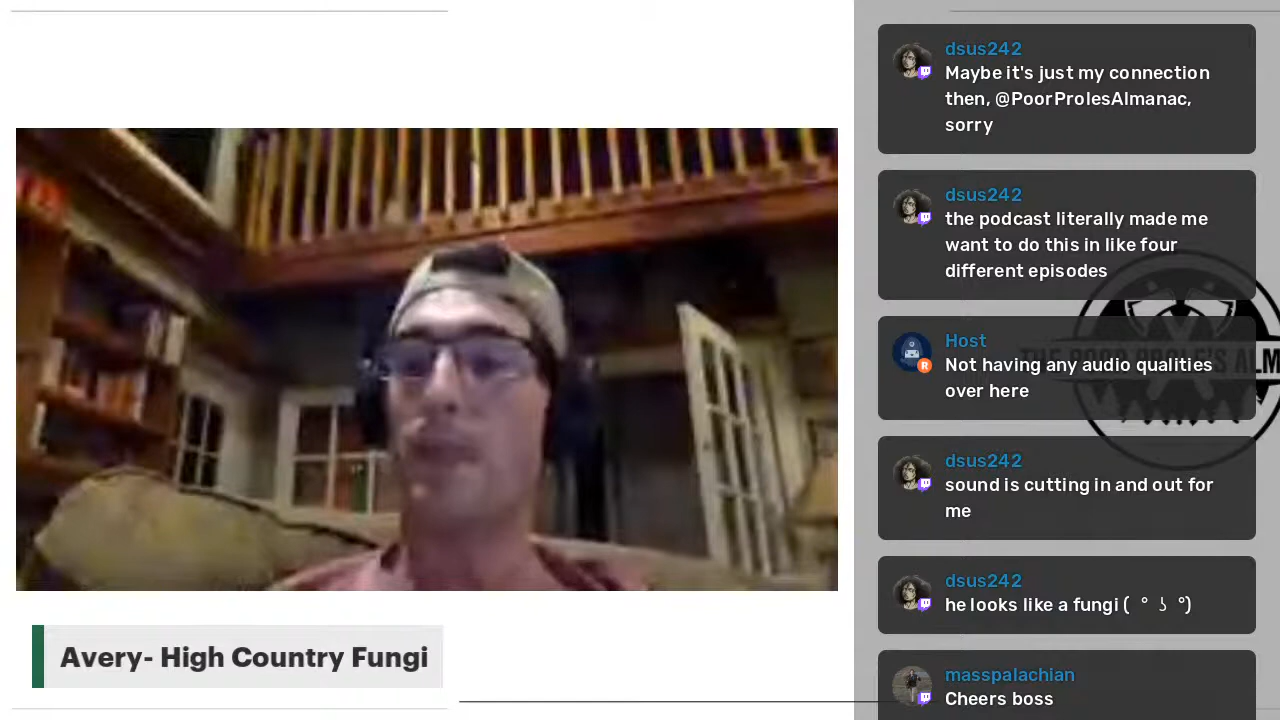 dsus242
Maybe it's just my connection
then, @PoorProlesAlmanac,
sorry
dsus242
the podcast literally made me
want to do this in like four
different episodes
Host
Not having any audio qualities
over here
dsus242
sound is cutting in and out for
me
dsus242
he looks like a fungi ( ͡° ͜ʖ ͡°)
masspalachian
Cheers boss
Avery- High Country Fungi